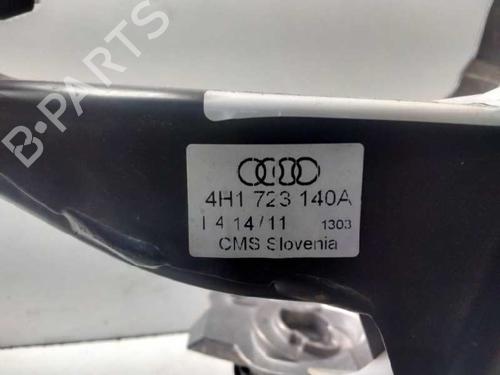 B-PARTS
4H1 723 140A
I 4 14/11 1303
CMS Slovenia